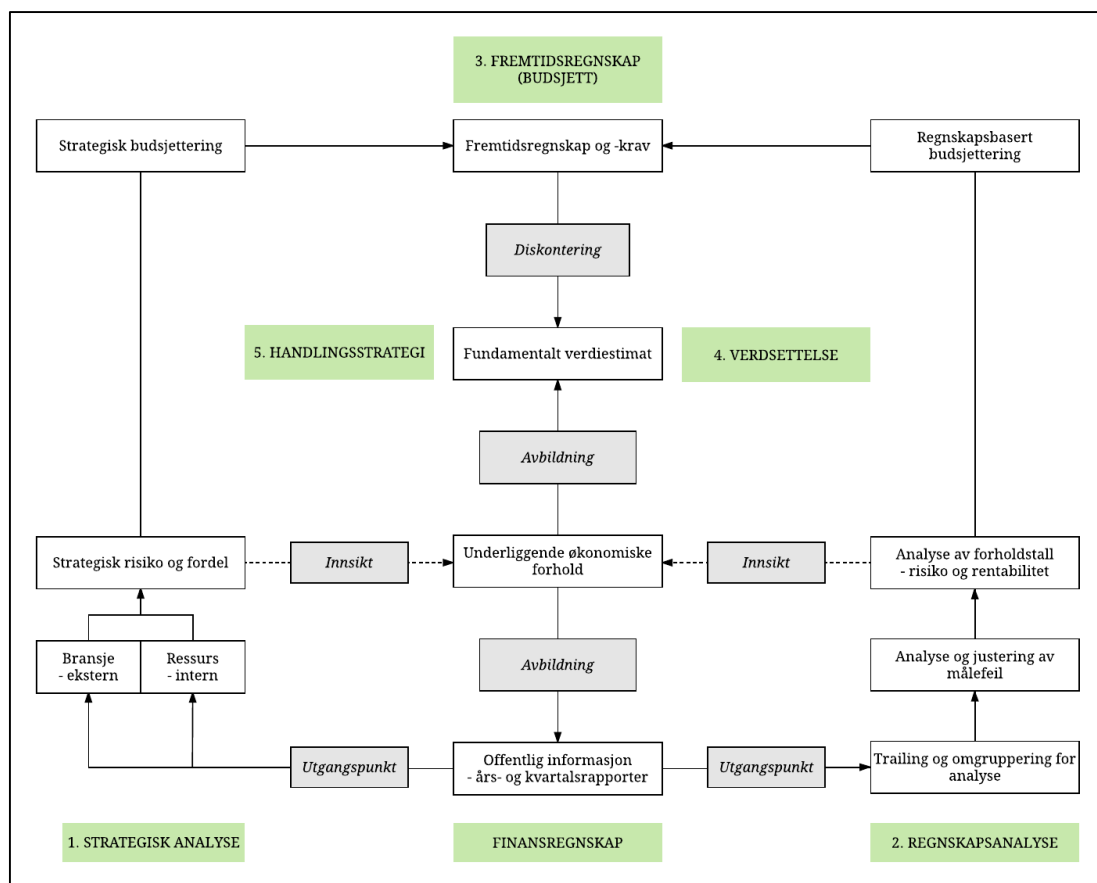 3. FREMTIDSREGNSKAP
(BUDSJETT)
Strategisk budsjettering
Fremtidsregnskap og -krav
Regnskapsbasert
budsjettering
Diskontering
5. HANDLINGSSTRATEGI
Fundamentalt verdiestimat
4. VERDSETTELSE
Avbildning
Strategisk risiko og fordel
Innsikt
Underliggende økonomiske
forhold
Innsikt
Analyse av forholdstall
- risiko og rentabilitet
Bransje
- ekstern
Ressurs
- intern
Avbildning
Analyse og justering av
målefeil
Utgangspunkt
Offentlig informasjon
- års- og kvartalsrapporter
Utgangspunkt
Trailing og omgruppering for
analyse
1. STRATEGISK ANALYSE
FINANSREGNSKAP
2. REGNSKAPSANALYSE